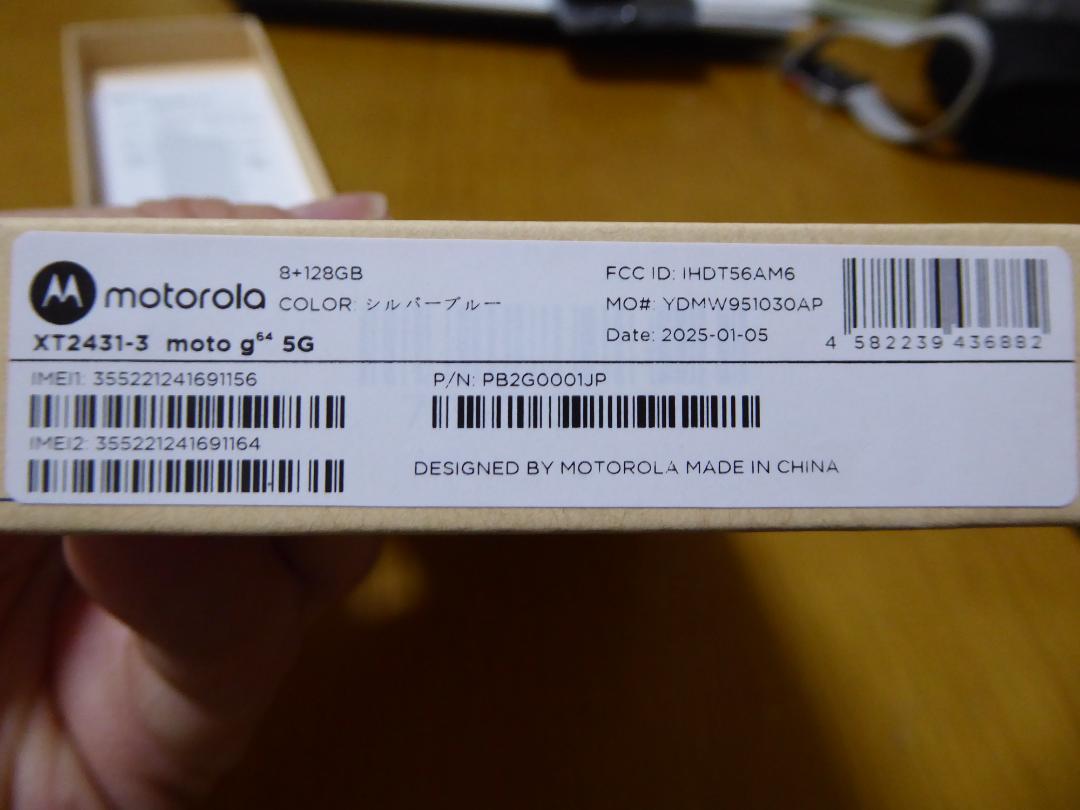 motorola
8+128GB
COLOR: シルバーブルー
XT2431-3 moto g64 5G
FCC ID: IHDT56AM6
MO#: YDMW951030AP
Date: 2025-01-05
4 582239 436882
IMEI1: 355221241691156
IMEI2: 355221241691164
P/N: PB2G0001JP
DESIGNED BY MOTOROLA MADE IN CHINA